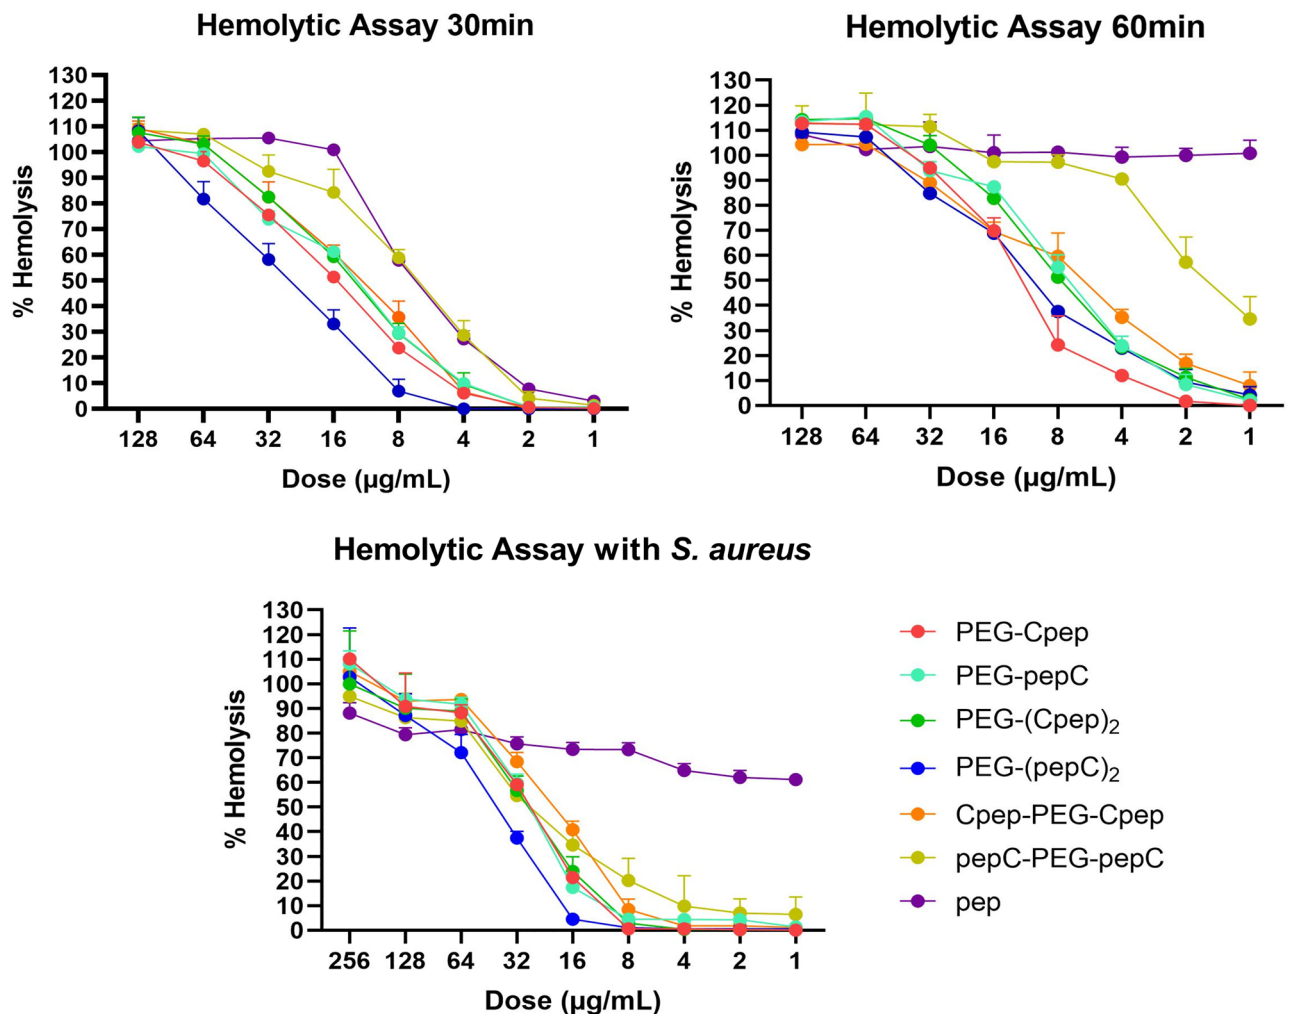 Hemolytic Assay 30min
130
120
110
100
90
80
70
60
50
40
30
20
10
0
% Hemolysis
128 64 32 16 8 4 2 1
Dose (µg/mL)
Hemolytic Assay 60min
130
120
110
100
90
80
70
60
50
40
30
20
10
0
% Hemolysis
128 64 32 16 8 4 2 1
Dose (µg/mL)
Hemolytic Assay with S. aureus
130
120
110
100
90
80
70
60
50
40
30
20
10
0
% Hemolysis
256 128 64 32 16 8 4 2 1
Dose (µg/mL)
PEG-Cpep
PEG-pepC
PEG-(Cpep)₂
PEG-(pepC)₂
Cpep-PEG-Cpep
pepC-PEG-pepC
pep